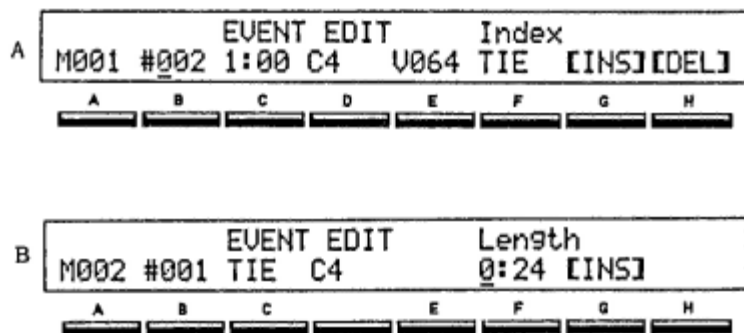 EVENT EDIT Index
A M001 #002 1:00 C4 V064 TIE [INS][DEL]
A B C D E F G H
EVENT EDIT Length
B M002 #001 TIE C4 0:24 [INS]
A B C E F G H